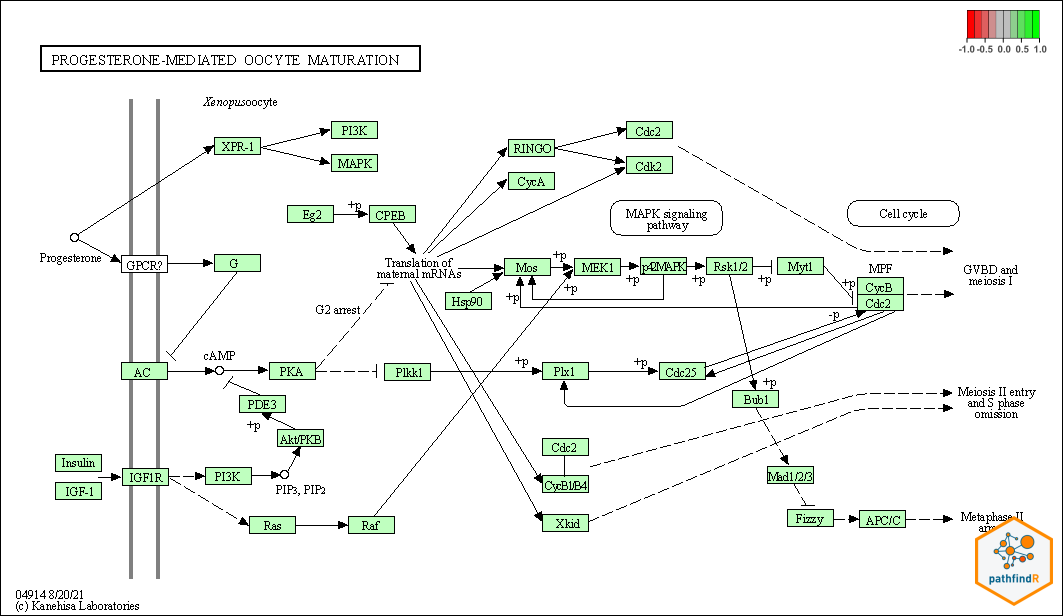 -1.0 -0.5 0.0 0.5 1.0
PROGESTERONE-MEDIATED OOCYTE MATURATION
Xenopus oocyte
PI3K
XPR-1
MAPK
RINGO
Cdc2
Cdk2
CycA
Eg2
+p
CPEB
MAPK signaling
pathway
Cell cycle
Progesterone
GPCR?
G
Translation of
maternal mRNAs
Mos
+p
MEK1
+p
p42MAPK
+p
Rsk1/2
+p
Myt1
+p
MPF
CycB
Cdc2
GVBD and
meiosis I
Hsp90
+p
+p
-p
G2 arrest
cAMP
AC
PKA
Plkk1
+p
Plx1
+p
Cdc25
+p
Bub1
Meiosis II entry
and S phase
omission
PDE3
+p
Akt/PKB
Cdc2
CycB1/B4
Insulin
IGF-1
IGF1R
PI3K
PIP3, PIP2
Mad1/2/3
Ras
Raf
Xkid
Fizzy
APC/C
Metaphase II
pathfindR
04914 8/20/21
(c) Kanehisa Laboratories